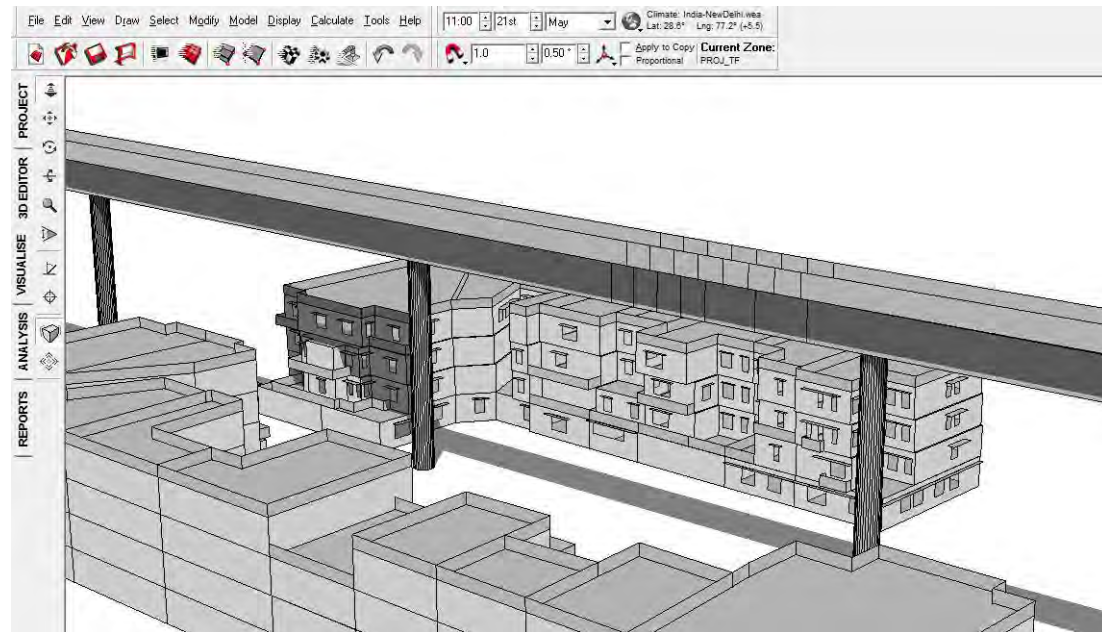 File Edit View Draw Select Modify Model Display Calculate Tools Help
11:00 21st May
Climate: India-NewDelhi.wea
Lat: 28.6° Lng: 77.2° (+5.5)
1.0 0.50 °
Apply to Copy
Proportional
Current Zone:
PROJ_TF
PROJECT
3D EDITOR
VISUALISE
ANALYSIS
REPORTS